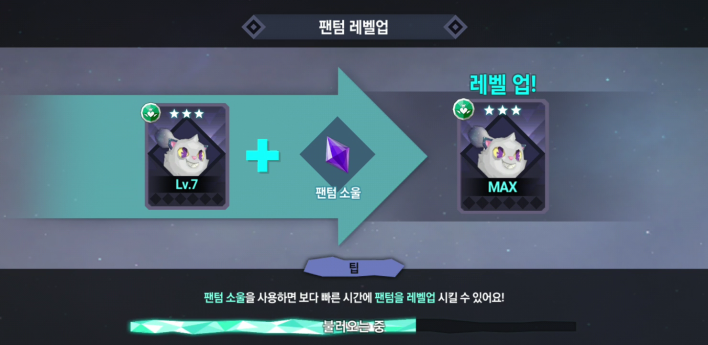 팬텀 레벨업
레벨 업!
Lv.7
팬텀 소울
MAX
팁
팬텀 소울을 사용하면 보다 빠른 시간에 팬텀을 레벨업 시킬 수 있어요!
불러오는 중